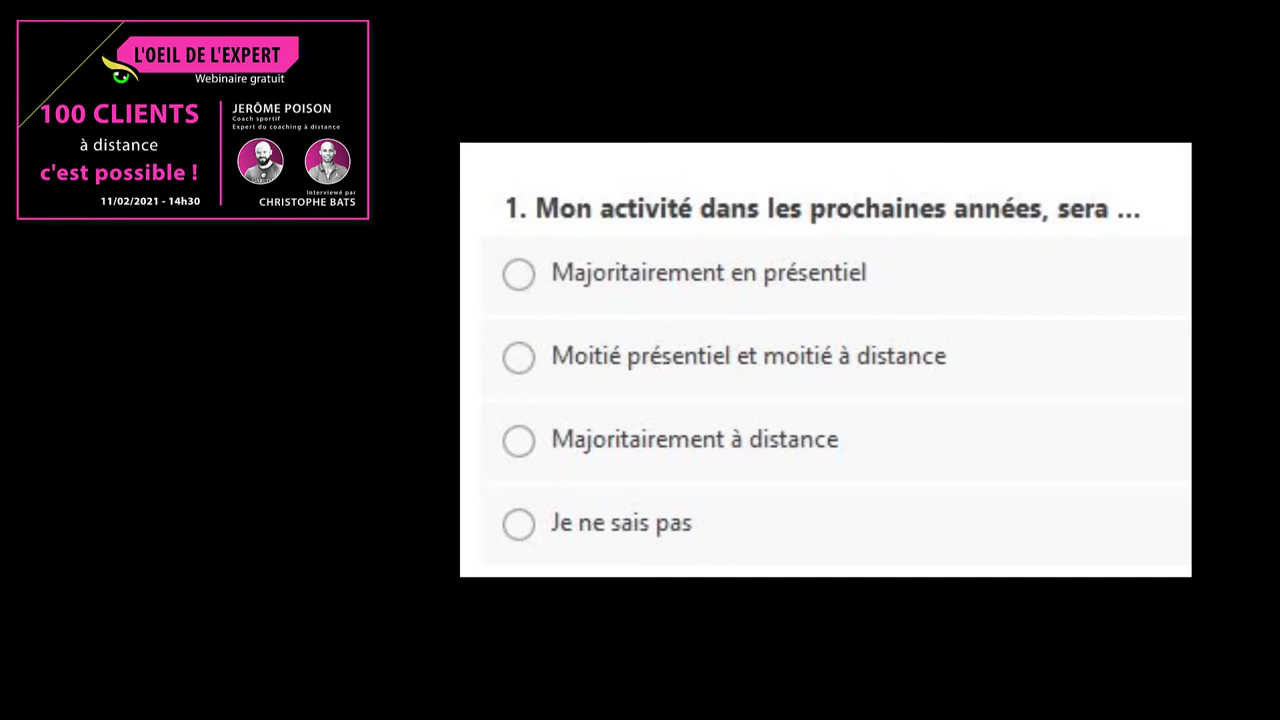 L'OEIL DE L'EXPERT
Webinaire gratuit
100 CLIENTS
à distance
c'est possible !
11/02/2021 - 14h30
JERÔME POISON
Coach sportif
Expert du coaching à distance
Interviewé par
CHRISTOPHE BATS
1. Mon activité dans les prochaines années, sera ...
Majoritairement en présentiel
Moitié présentiel et moitié à distance
Majoritairement à distance
Je ne sais pas